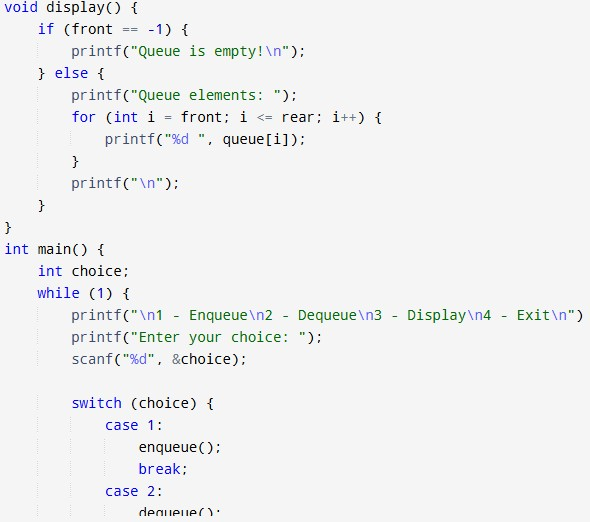 void display() {
    if (front == -1) {
        printf("Queue is empty!\n");
    } else {
        printf("Queue elements: ");
        for (int i = front; i <= rear; i++) {
            printf("%d ", queue[i]);
        }
        printf("\n");
    }
}
int main() {
    int choice;
    while (1) {
        printf("\n1 - Enqueue\n2 - Dequeue\n3 - Display\n4 - Exit\n")
        printf("Enter your choice: ");
        scanf("%d", &choice);

        switch (choice) {
            case 1:
                enqueue();
                break;
            case 2:
                dequeue();